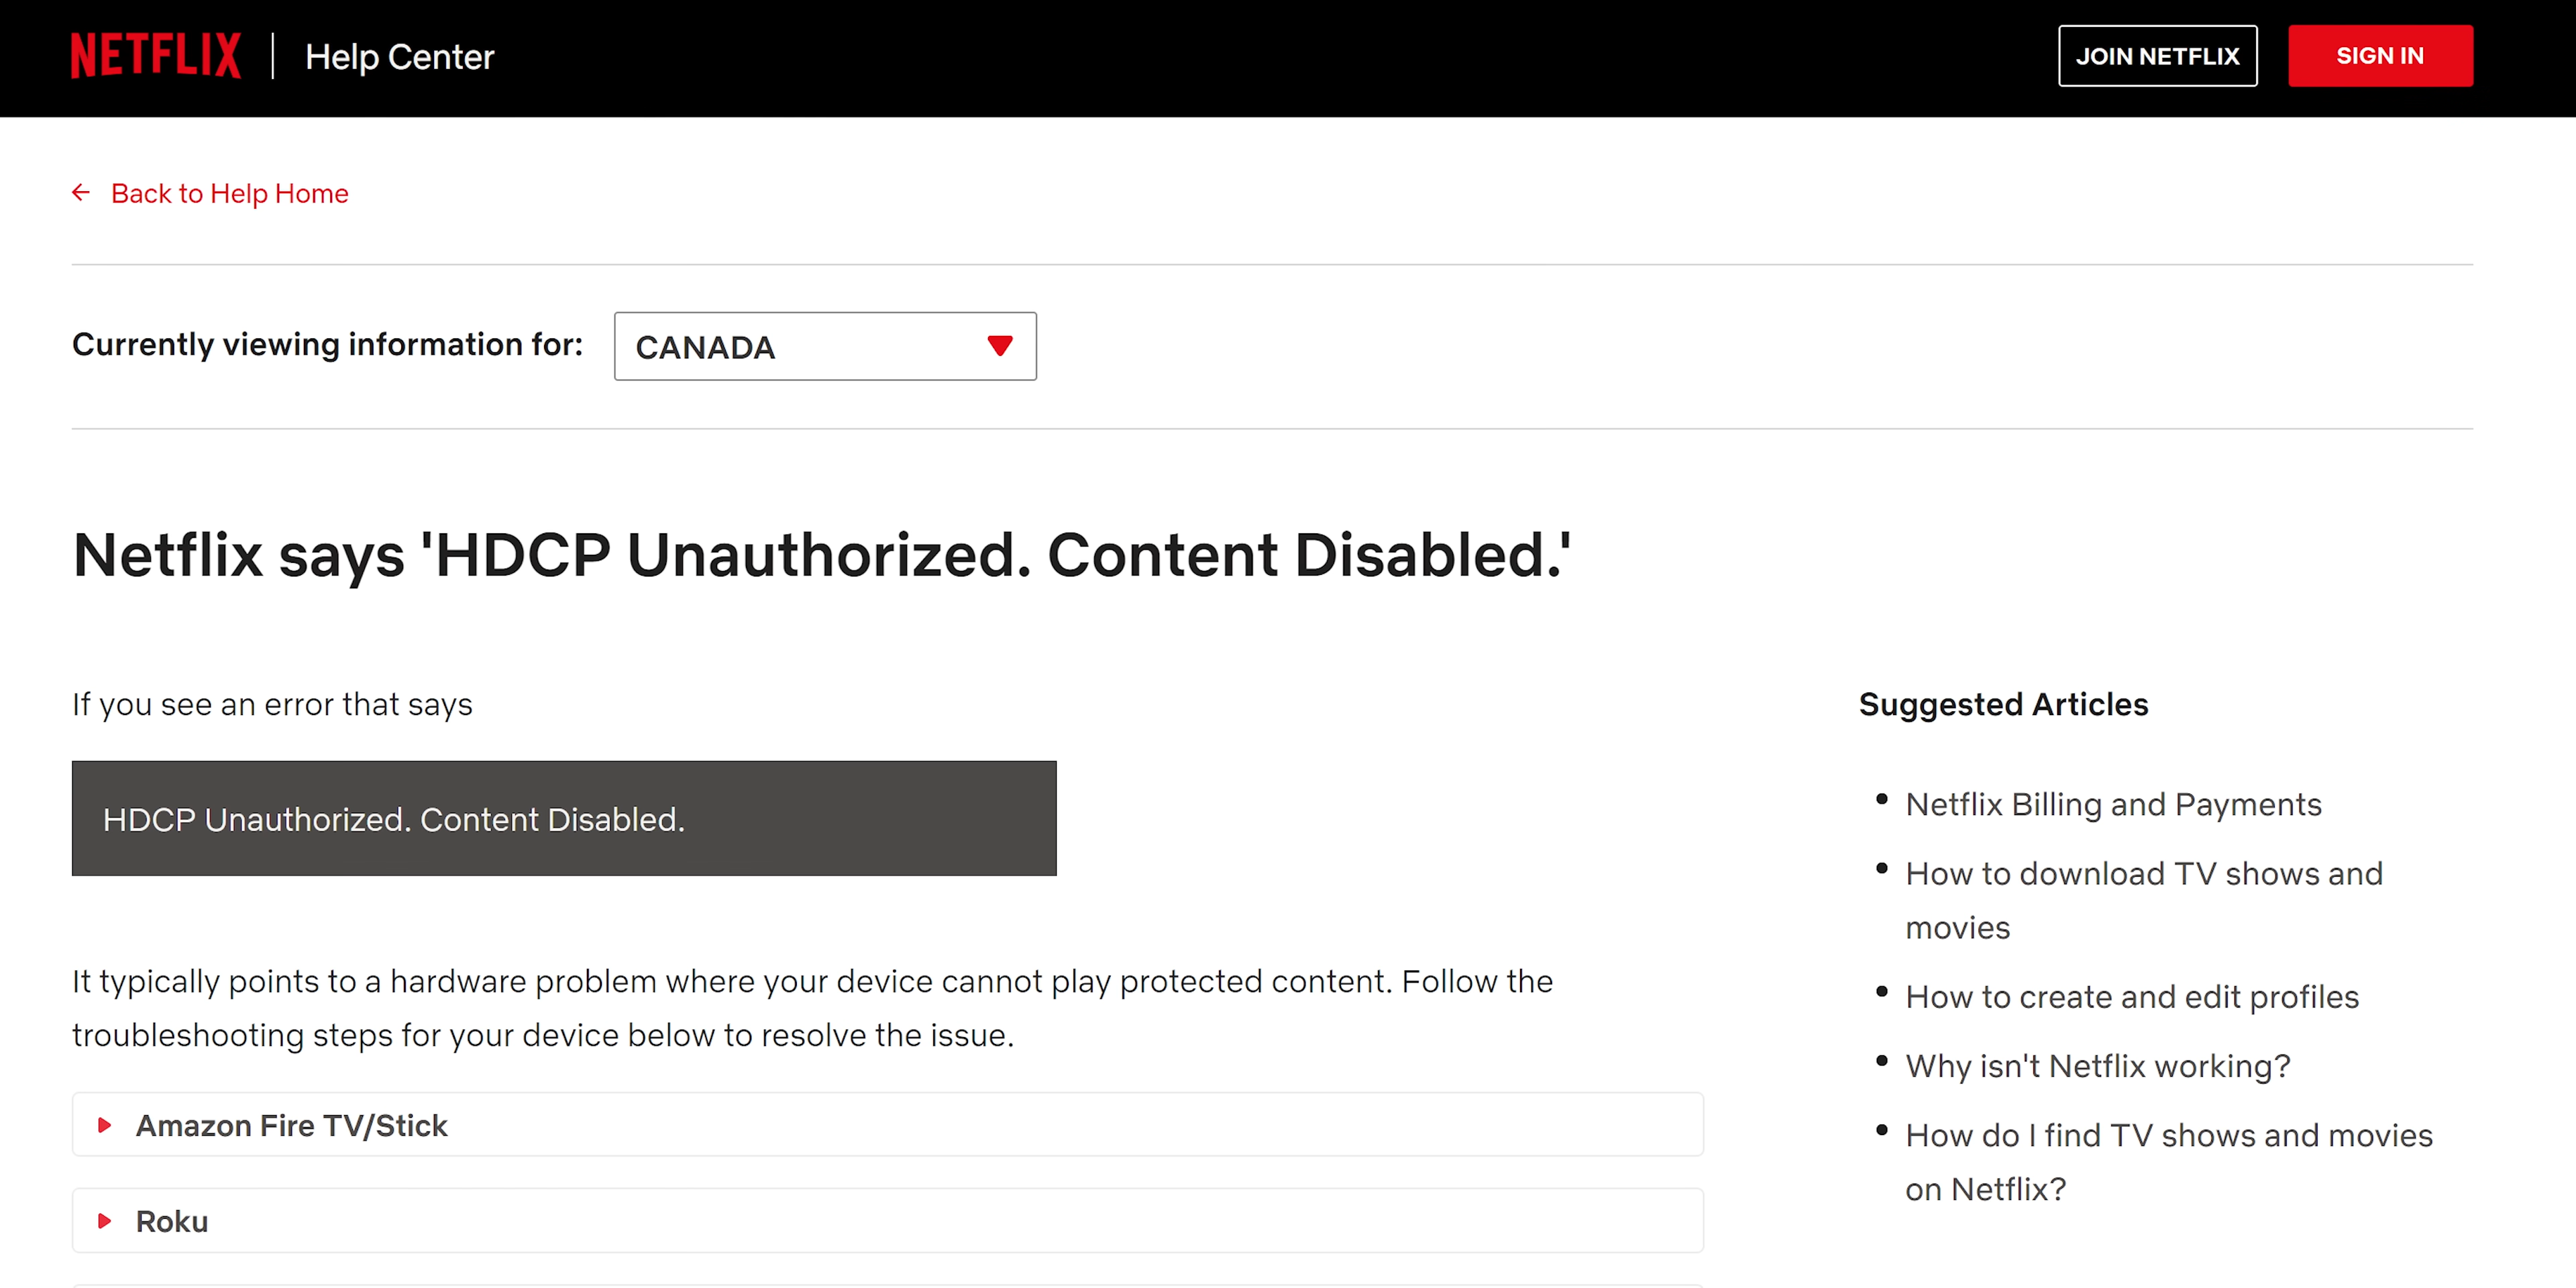 NETFLIX
Help Center
JOIN NETFLIX
SIGN IN
Back to Help Home
Currently viewing information for:
CANADA
Netflix says 'HDCP Unauthorized. Content Disabled.'
If you see an error that says
HDCP Unauthorized. Content Disabled.
It typically points to a hardware problem where your device cannot play protected content. Follow the
troubleshooting steps for your device below to resolve the issue.
Amazon Fire TV/Stick
Roku
Suggested Articles
Netflix Billing and Payments
How to download TV shows and
movies
How to create and edit profiles
Why isn't Netflix working?
How do I find TV shows and movies
on Netflix?